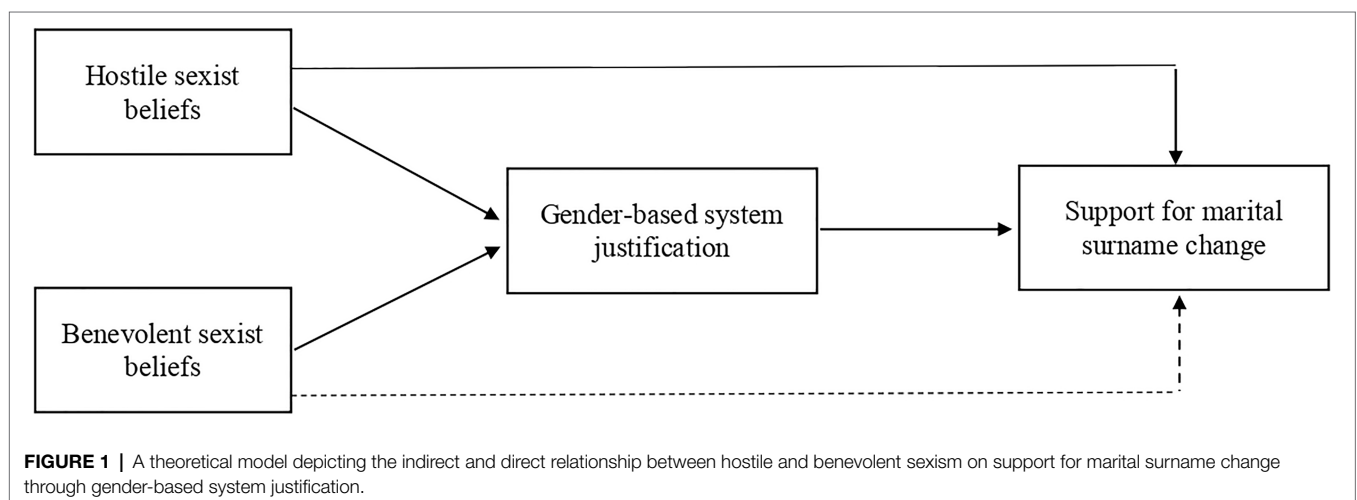 Hostile sexist
beliefs
Gender-based system
justification
Support for marital
surname change
Benevolent sexist
beliefs
FIGURE 1 | A theoretical model depicting the indirect and direct relationship between hostile and benevolent sexism on support for marital surname change
through gender-based system justification.